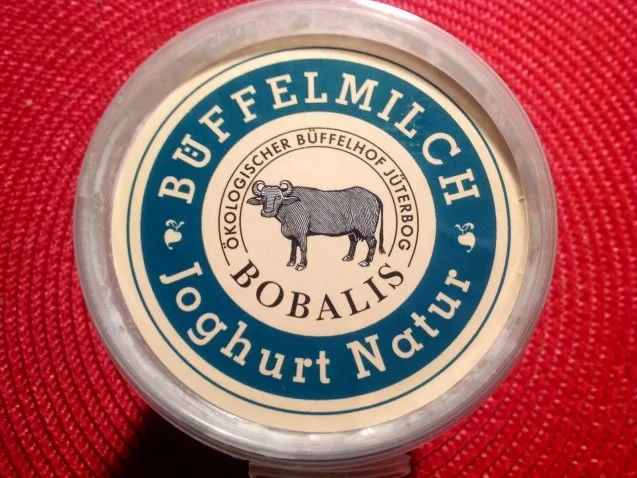 BÜFFELMILCH
ÖKOLOGISCHER BÜFFELHOF JÜTERBOG
BOBALIS
Joghurt Natur